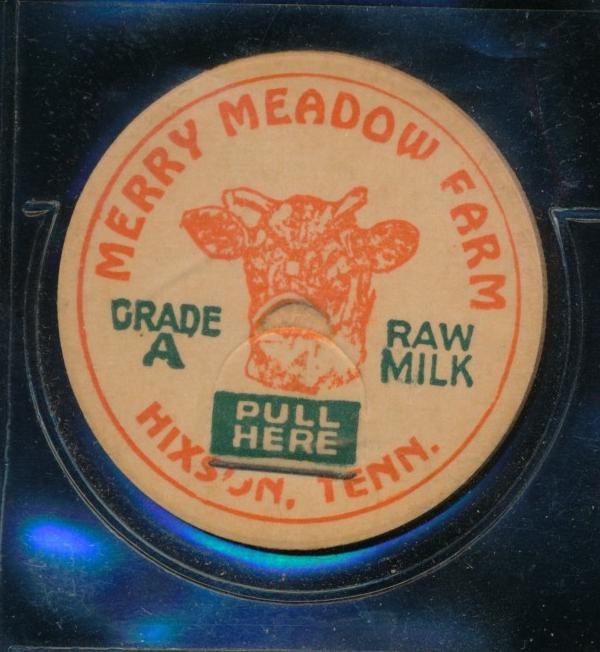 MERRY MEADOW FARM
GRADE
A
RAW
MILK
PULL
HERE
HIXSON, TENN.